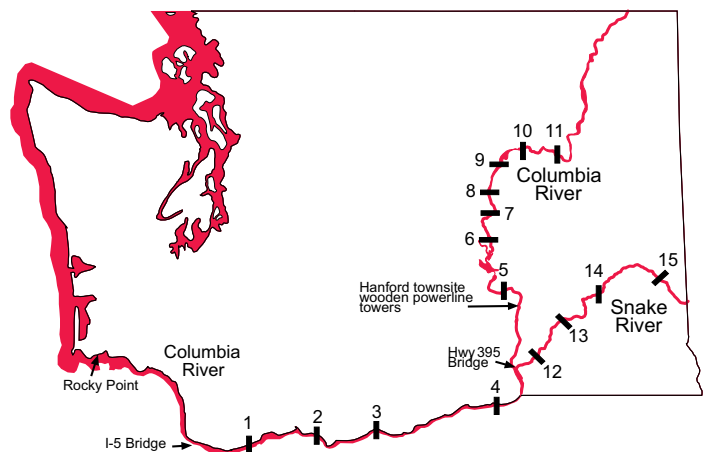 10
11
9
Columbia
River
8
7
6
5
15
14
Hanford townsite
wooden powerline
towers
Snake
River
13
Columbia
River
Hwy 395
Bridge
12
Rocky Point
4
3
2
1
I-5 Bridge